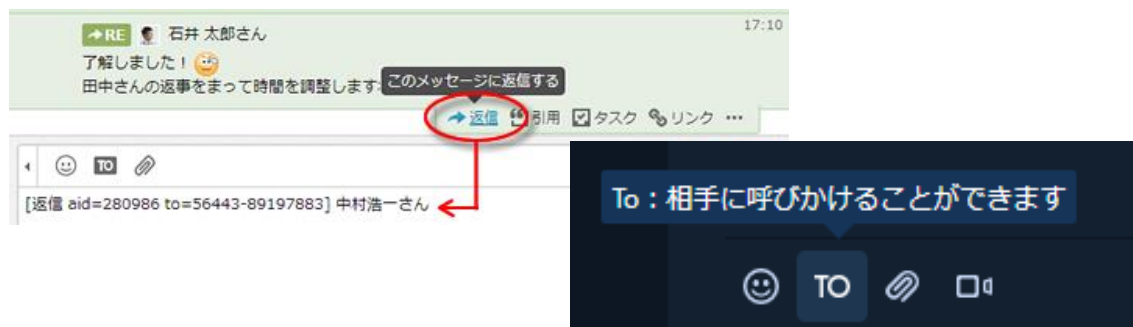 RE 石井 太郎さん 17:10
了解しました！
田中さんの返事をまって時間を調整します
このメッセージに返信する
返信 引用 タスク リンク ･･･
TO
[返信 aid=280986 to=56443-89197883] 中村浩一さん
To：相手に呼びかけることができます
TO